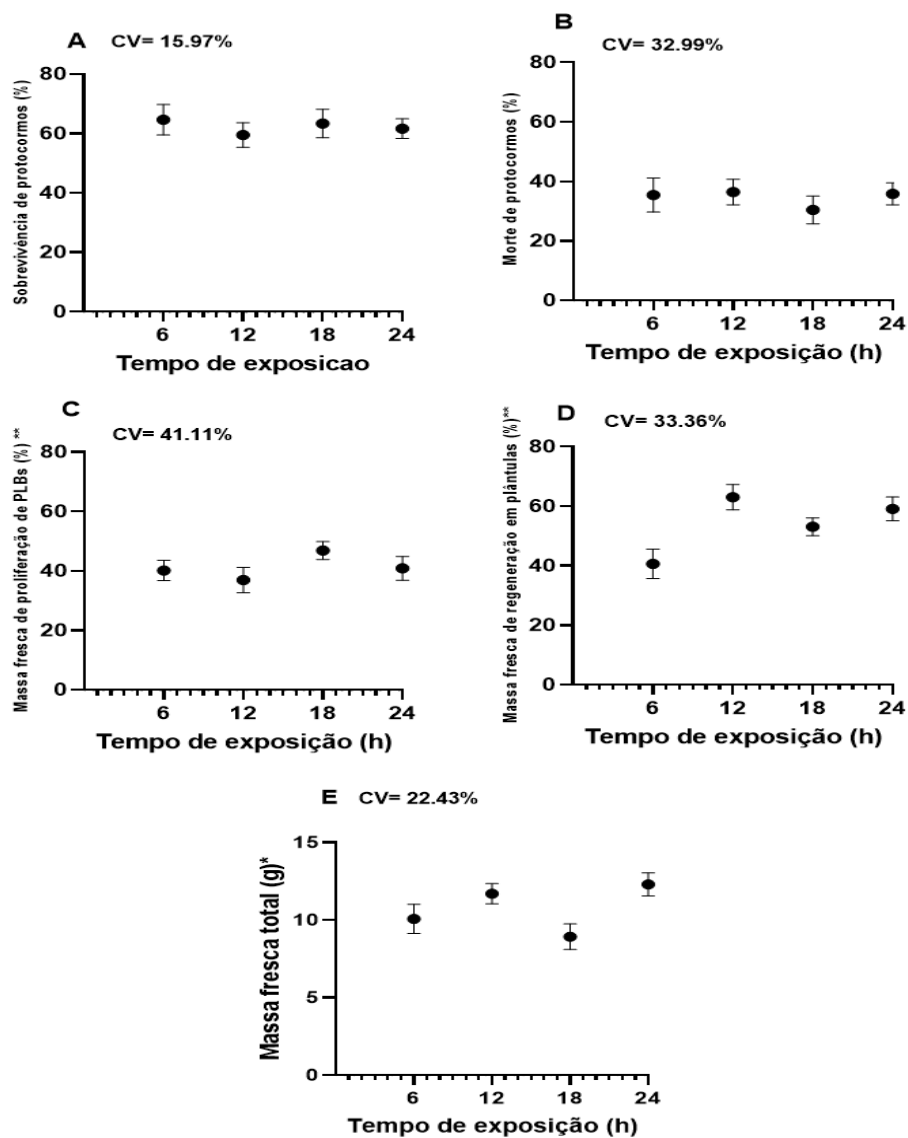 A CV= 15.97%
Sobrevivência de protocormos (%)
80
60
40
20
0
6 12 18 24
Tempo de exposicao
B CV= 32.99%
Morte de protocormos (%)
80
60
40
20
0
6 12 18 24
Tempo de exposição (h)
C CV= 41.11%
Massa fresca de proliferação de PLBs (%) **
80
60
40
20
0
6 12 18 24
Tempo de exposição (h)
D CV= 33.36%
Massa fresca de regeneração em plântulas (%)**
80
60
40
20
0
6 12 18 24
Tempo de exposição (h)
E CV= 22.43%
Massa fresca total (g)*
15
10
5
0
6 12 18 24
Tempo de exposição (h)